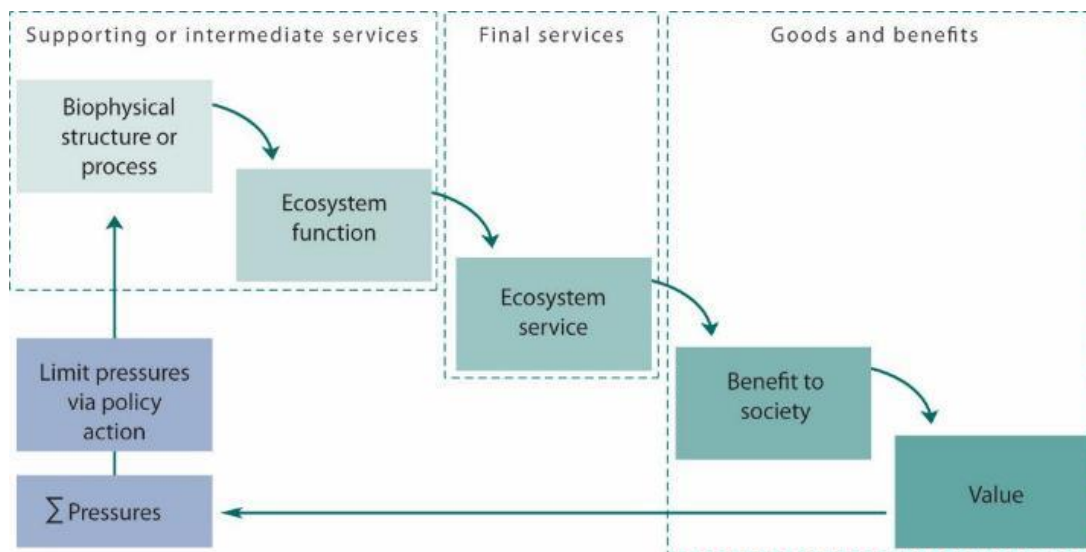 Supporting or intermediate services
Final services
Goods and benefits
Biophysical
structure or
process
Ecosystem
function
Ecosystem
service
Limit pressures
via policy
action
Benefit to
society
∑ Pressures
Value